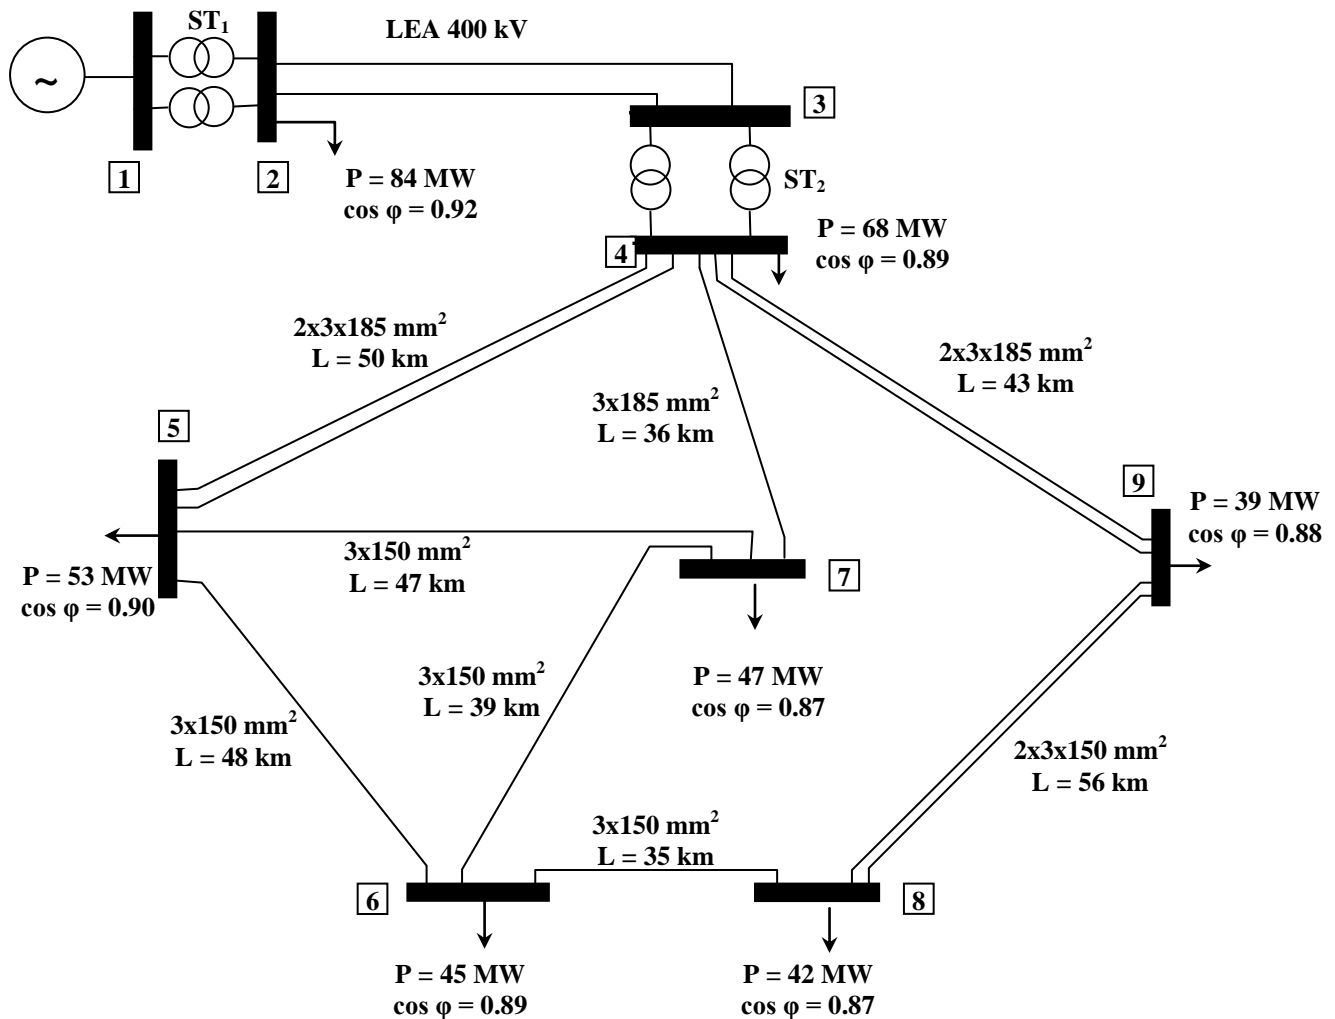 ST₁
LEA 400 kV
~
1
2
3
P = 84 MW
cos φ = 0.92
ST₂
4
P = 68 MW
cos φ = 0.89
2x3x185 mm²
L = 50 km
2x3x185 mm²
L = 43 km
3x185 mm²
L = 36 km
5
9
P = 39 MW
cos φ = 0.88
3x150 mm²
L = 47 km
7
P = 53 MW
cos φ = 0.90
3x150 mm²
L = 39 km
P = 47 MW
cos φ = 0.87
3x150 mm²
L = 48 km
2x3x150 mm²
L = 56 km
3x150 mm²
L = 35 km
6
8
P = 45 MW
cos φ = 0.89
P = 42 MW
cos φ = 0.87